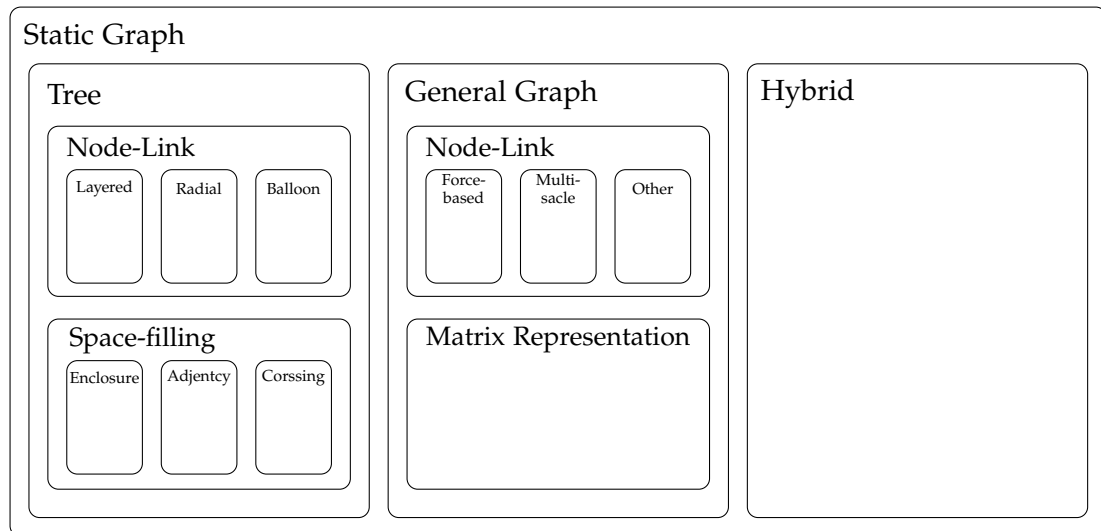 Static Graph
Tree
Node-Link
Layered
Radial
Balloon
Space-filling
Enclosure
Adjentcy
Corssing
General Graph
Node-Link
Force-
based
Multi-
sacle
Other
Matrix Representation
Hybrid